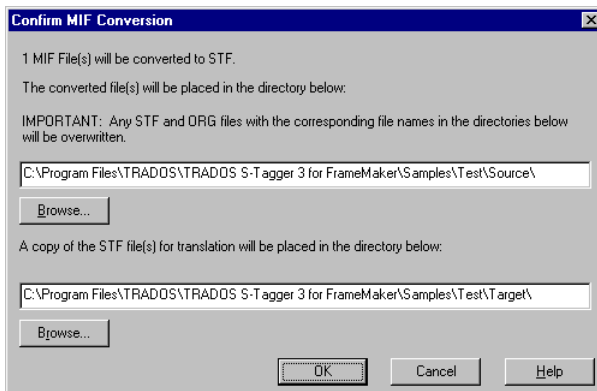 Confirm MIF Conversion
1 MIF File(s) will be converted to STF.
The converted file(s) will be placed in the directory below:
IMPORTANT: Any STF and ORG files with the corresponding file names in the directories below
will be overwritten.
C:\Program Files\TRADOS\TRADOS S-Tagger 3 for FrameMaker\Samples\Test\Source\
Browse...
A copy of the STF file(s) for translation will be placed in the directory below:
C:\Program Files\TRADOS\TRADOS S-Tagger 3 for FrameMaker\Samples\Test\Target\
Browse...
OK Cancel Help